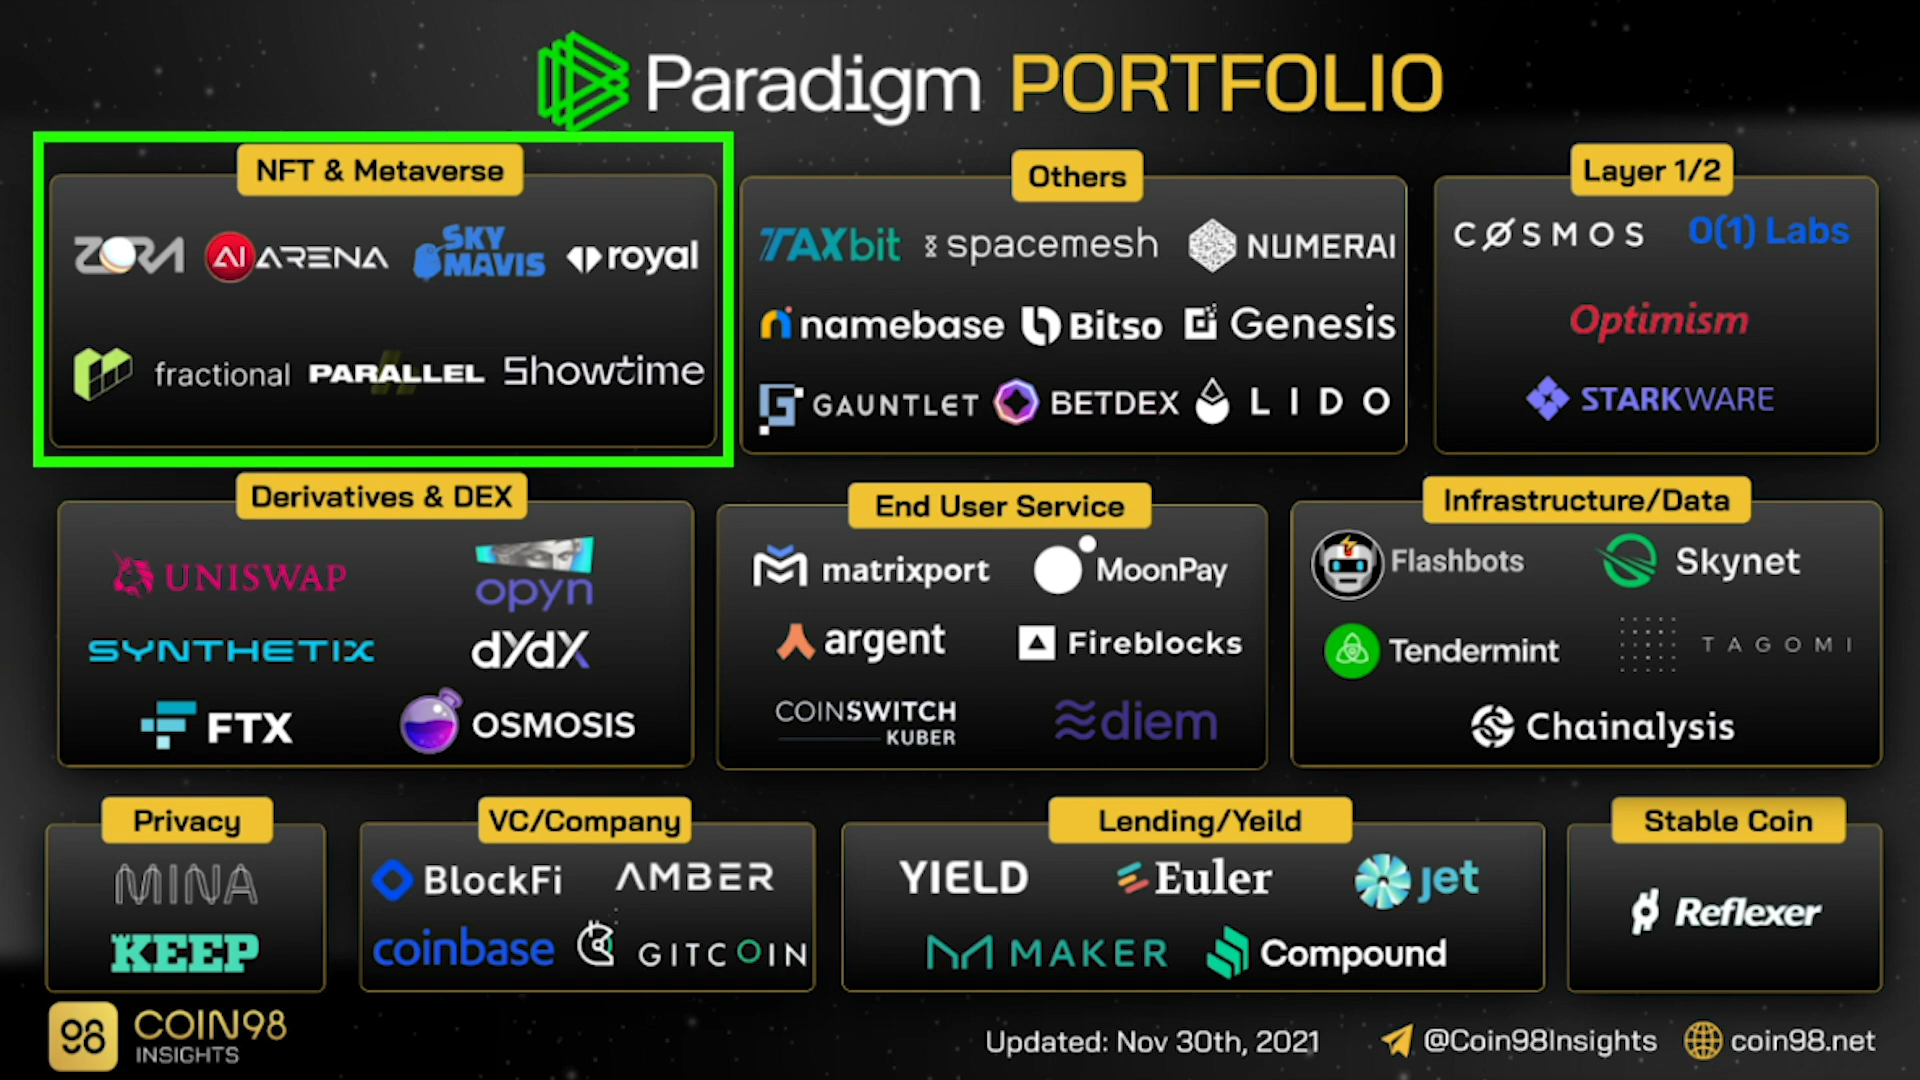 Paradigm PORTFOLIO
NFT & Metaverse
ZORA AI ARENA SKY MAVIS royal
fractional PARALLEL Showtime
Others
TAXbit spacemesh NUMERAI
namebase Bitso Genesis
GAUNTLET BETDEX LIDO
Layer 1/2
COSMOS O(1) Labs
Optimism
STARKWARE
Derivatives & DEX
UNISWAP opyn
SYNTHETIX dYdX
FTX OSMOSIS
End User Service
matrixport MoonPay
argent Fireblocks
COINSWITCH KUBER diem
Infrastructure/Data
Flashbots Skynet
Tendermint TAGOMI
Chainalysis
Privacy
MINA
KEEP
VC/Company
BlockFi AMBER
coinbase GITCOIN
Lending/Yeild
YIELD Euler jet
MAKER Compound
Stable Coin
Reflexer
98 COIN98 INSIGHTS
Updated: Nov 30th, 2021 @Coin98Insights coin98.net